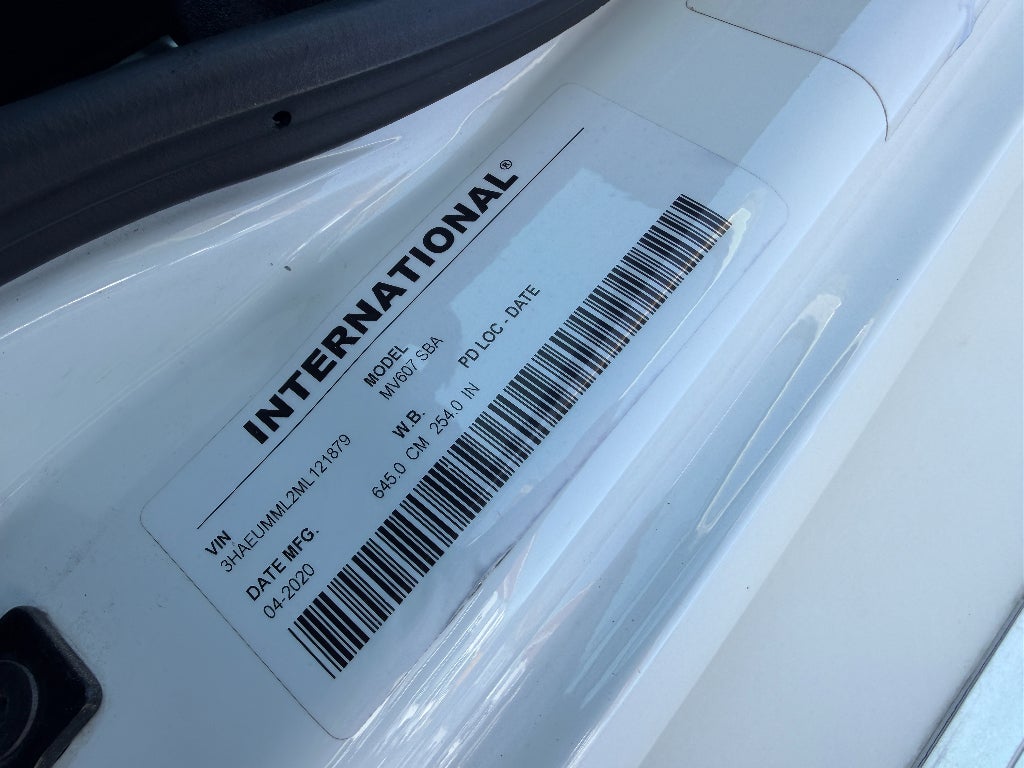 INTERNATIONAL®
VIN MODEL
3HAEUMML2ML121879 MV607 SBA
DATE MFG. W.B. PD LOC - DATE
04-2020 645.0 CM 254.0 IN